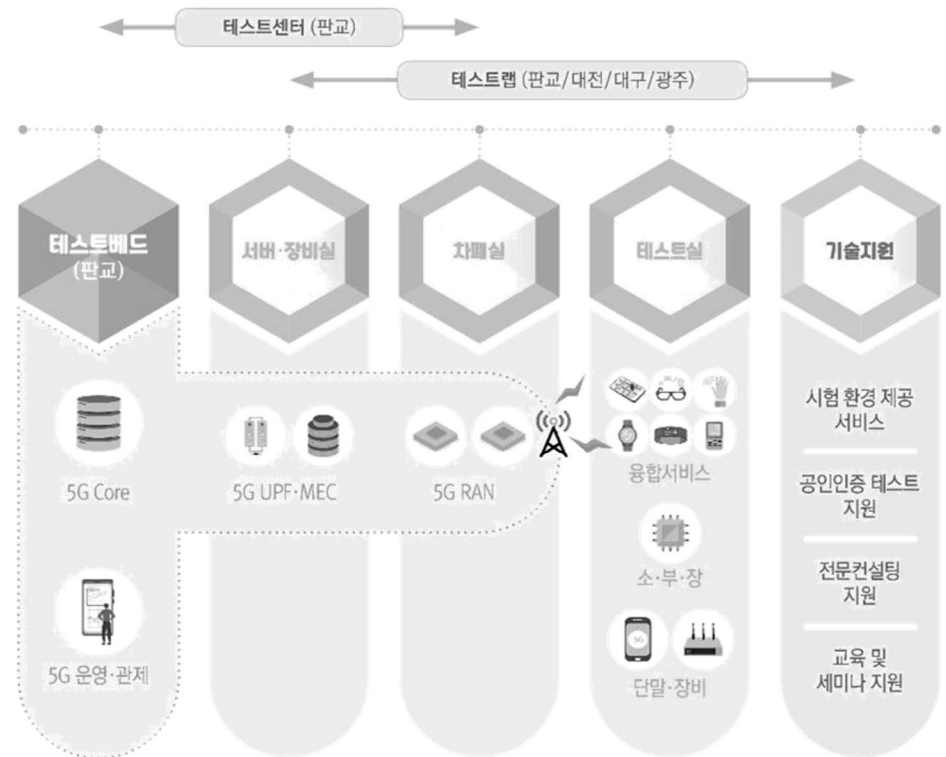 테스트센터 (판교)
테스트랩 (판교/대전/대구/광주)
테스트베드
(판교)
서버·장비실
차폐실
테스트실
기술지원
5G Core
5G 운영·관제
5G UPF·MEC
5G RAN
융합서비스
소·부·장
5G
단말·장비
시험 환경 제공
서비스
공인인증 테스트
지원
전문컨설팅
지원
교육 및
세미나 지원